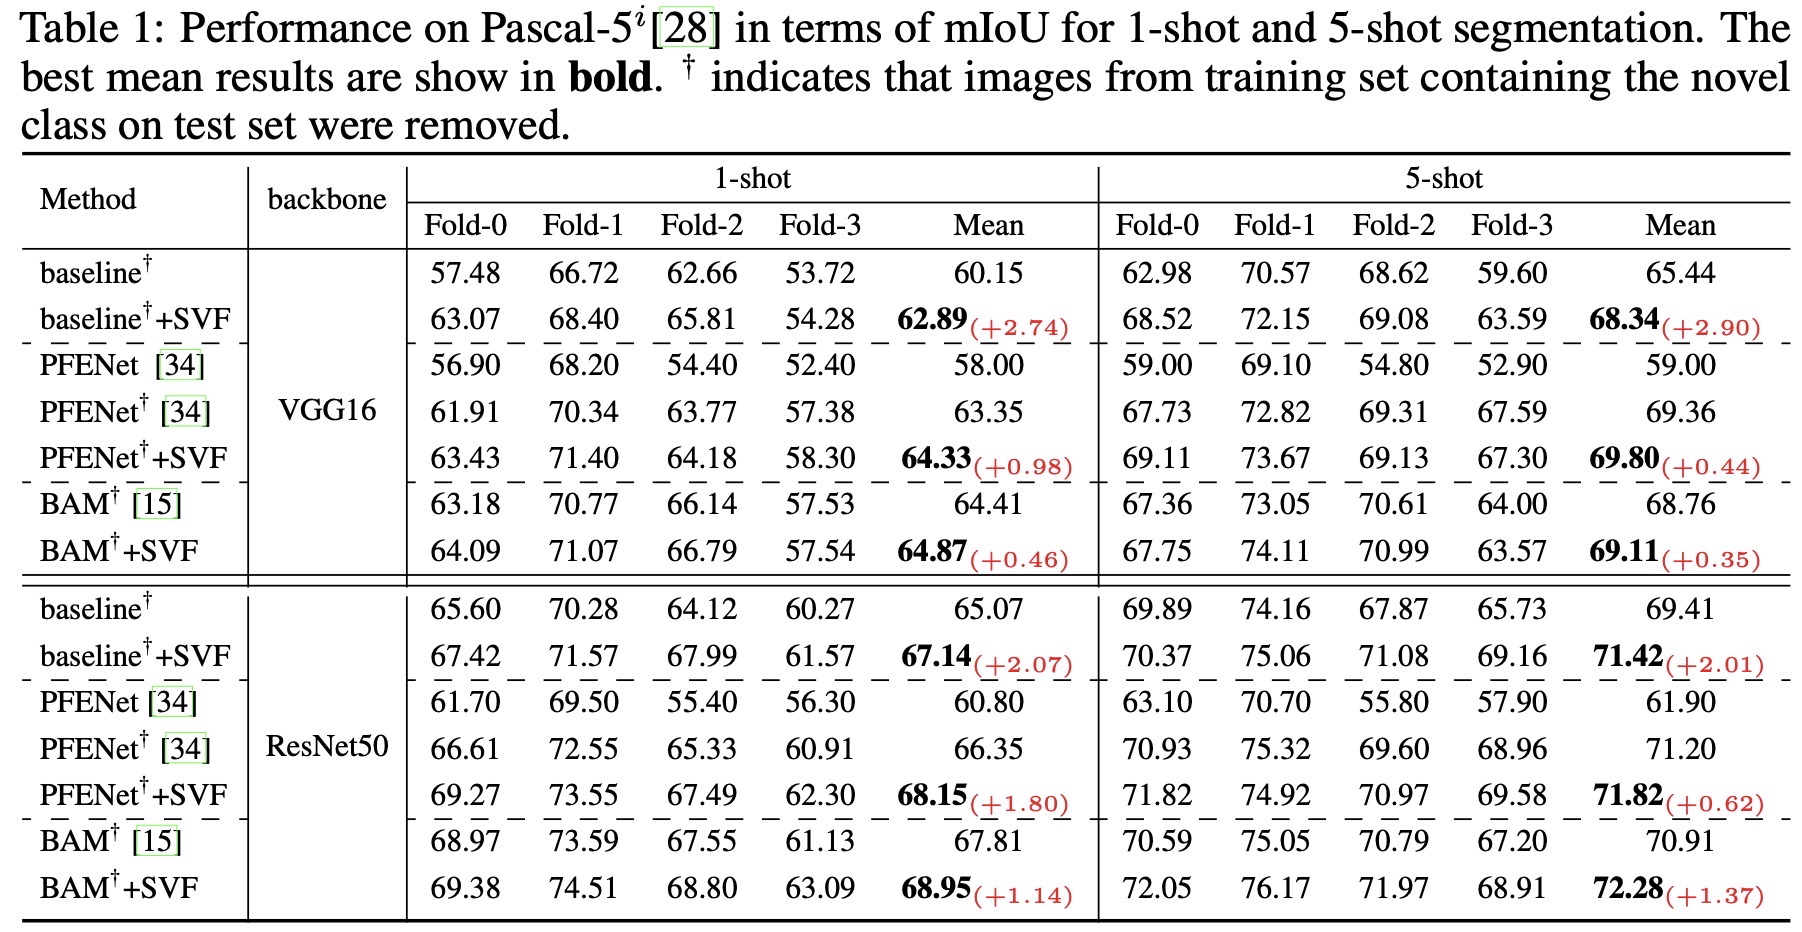 Table 1: Performance on Pascal-5ⁱ[28] in terms of mIoU for 1-shot and 5-shot segmentation. The
best mean results are show in bold. † indicates that images from training set containing the novel
class on test set were removed.
Method backbone 1-shot 5-shot
Fold-0 Fold-1 Fold-2 Fold-3 Mean Fold-0 Fold-1 Fold-2 Fold-3 Mean
baseline† 57.48 66.72 62.66 53.72 60.15 62.98 70.57 68.62 59.60 65.44
baseline†+SVF 63.07 68.40 65.81 54.28 62.89(+2.74) 68.52 72.15 69.08 63.59 68.34(+2.90)
PFENet [34] 56.90 68.20 54.40 52.40 58.00 59.00 69.10 54.80 52.90 59.00
PFENet† [34] VGG16 61.91 70.34 63.77 57.38 63.35 67.73 72.82 69.31 67.59 69.36
PFENet†+SVF 63.43 71.40 64.18 58.30 64.33(+0.98) 69.11 73.67 69.13 67.30 69.80(+0.44)
BAM† [15] 63.18 70.77 66.14 57.53 64.41 67.36 73.05 70.61 64.00 68.76
BAM†+SVF 64.09 71.07 66.79 57.54 64.87(+0.46) 67.75 74.11 70.99 63.57 69.11(+0.35)
baseline† 65.60 70.28 64.12 60.27 65.07 69.89 74.16 67.87 65.73 69.41
baseline†+SVF 67.42 71.57 67.99 61.57 67.14(+2.07) 70.37 75.06 71.08 69.16 71.42(+2.01)
PFENet [34] 61.70 69.50 55.40 56.30 60.80 63.10 70.70 55.80 57.90 61.90
PFENet† [34] ResNet50 66.61 72.55 65.33 60.91 66.35 70.93 75.32 69.60 68.96 71.20
PFENet†+SVF 69.27 73.55 67.49 62.30 68.15(+1.80) 71.82 74.92 70.97 69.58 71.82(+0.62)
BAM† [15] 68.97 73.59 67.55 61.13 67.81 70.59 75.05 70.79 67.20 70.91
BAM†+SVF 69.38 74.51 68.80 63.09 68.95(+1.14) 72.05 76.17 71.97 68.91 72.28(+1.37)